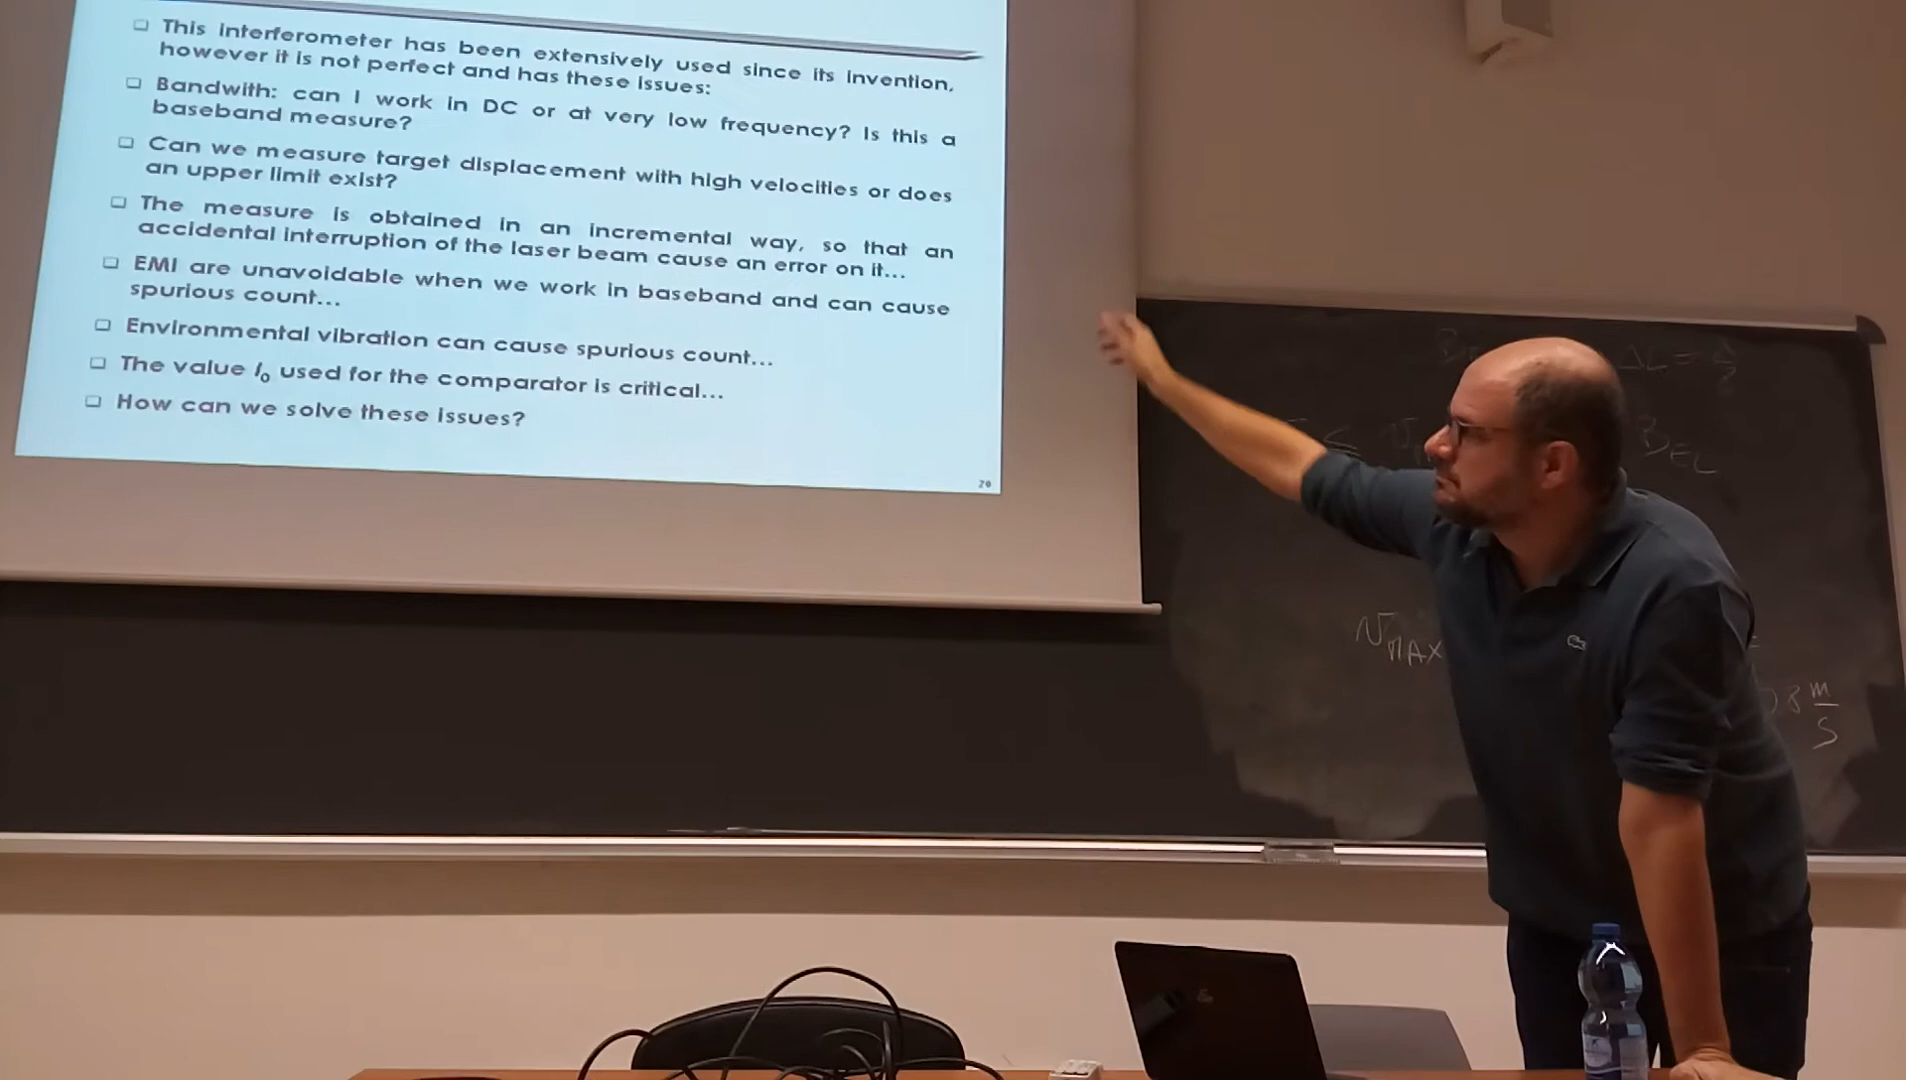 This interferometer has been extensively used since its invention,
however it is not perfect and has these issues:
Bandwith: can I work in DC or at very low frequency? Is this a
baseband measure?
Can we measure target displacement with high velocities or does
an upper limit exist?
The measure is obtained in an incremental way, so that an
accidental interruption of the laser beam cause an error on it...
EMI are unavoidable when we work in baseband and can cause
spurious count...
Environmental vibration can cause spurious count...
The value I₀ used for the comparator is critical...
How can we solve these issues?
20
ΔL = λ/2
B_EL
v_MAX
m/s